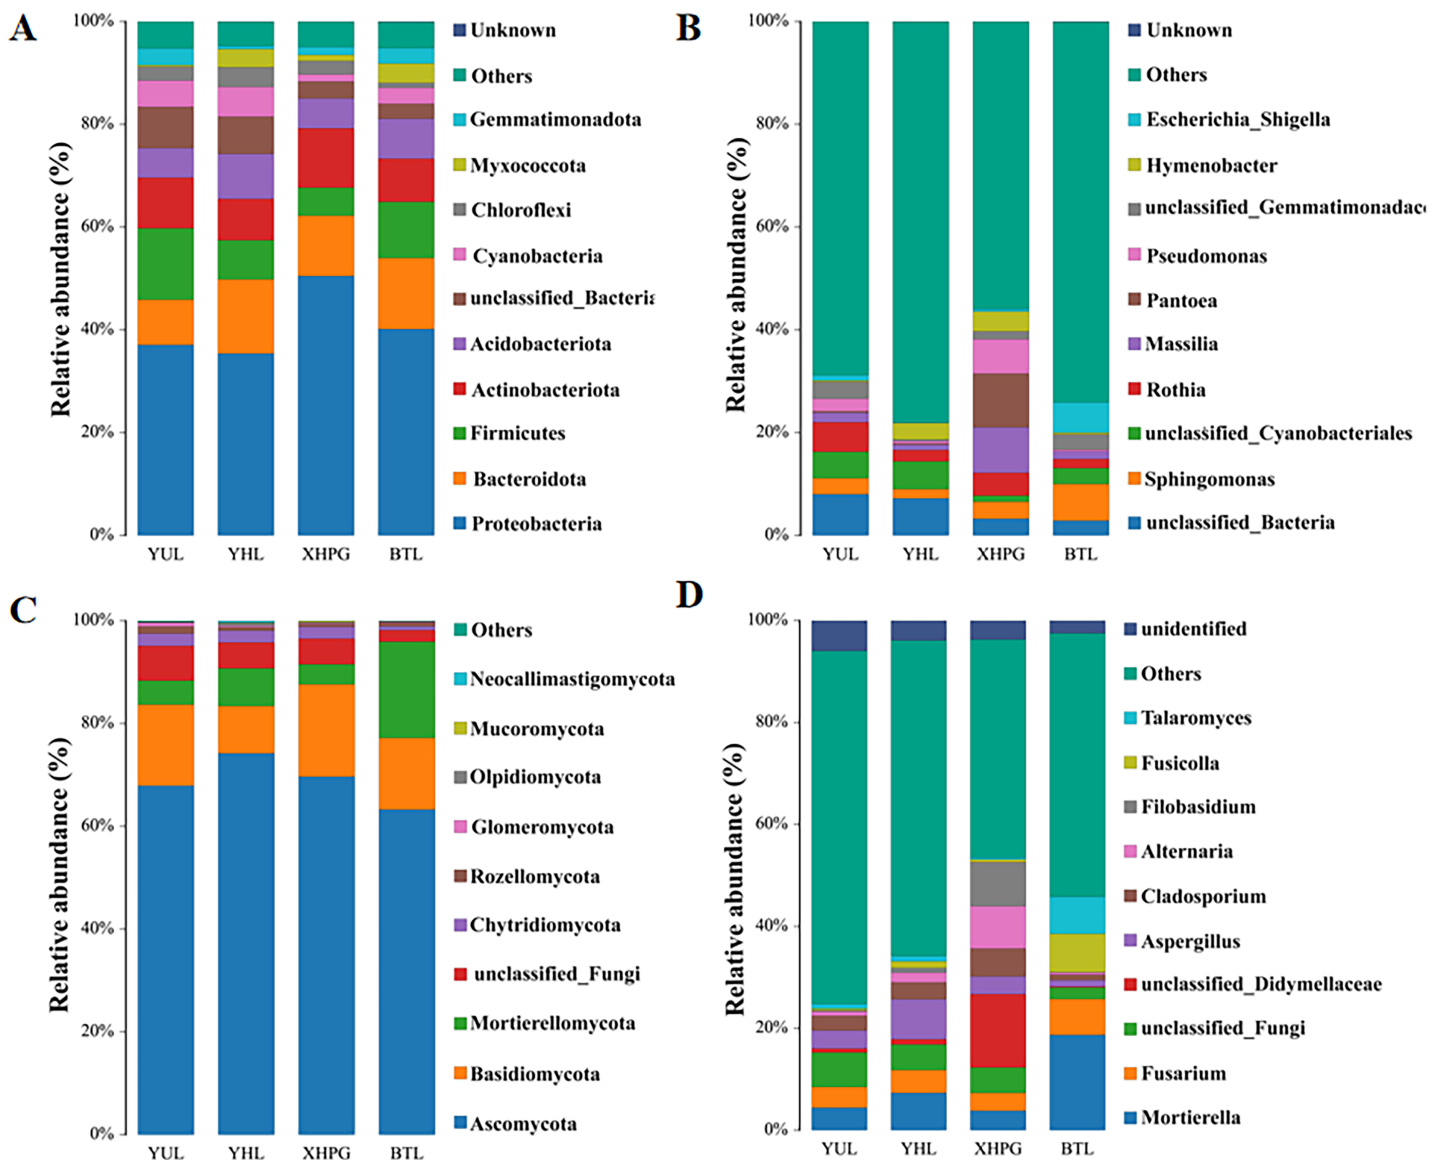 A
Relative abundance (%)
100%
80%
60%
40%
20%
0%
YUL YHL XHPG BTL
Unknown
Others
Gemmatimonadota
Myxococcota
Chloroflexi
Cyanobacteria
unclassified_Bacteria
Acidobacteriota
Actinobacteriota
Firmicutes
Bacteroidota
Proteobacteria
B
Relative abundance (%)
100%
80%
60%
40%
20%
0%
YUL YHL XHPG BTL
Unknown
Others
Escherichia_Shigella
Hymenobacter
unclassified_Gemmatimonadac
Pseudomonas
Pantoea
Massilia
Rothia
unclassified_Cyanobacteriales
Sphingomonas
unclassified_Bacteria
C
Relative abundance (%)
100%
80%
60%
40%
20%
0%
YUL YHL XHPG BTL
Others
Neocallimastigomycota
Mucoromycota
Olpidiomycota
Glomeromycota
Rozellomycota
Chytridiomycota
unclassified_Fungi
Mortierellomycota
Basidiomycota
Ascomycota
D
Relative abundance (%)
100%
80%
60%
40%
20%
0%
YUL YHL XHPG BTL
unidentified
Others
Talaromyces
Fusicolla
Filobasidium
Alternaria
Cladosporium
Aspergillus
unclassified_Didymellaceae
unclassified_Fungi
Fusarium
Mortierella